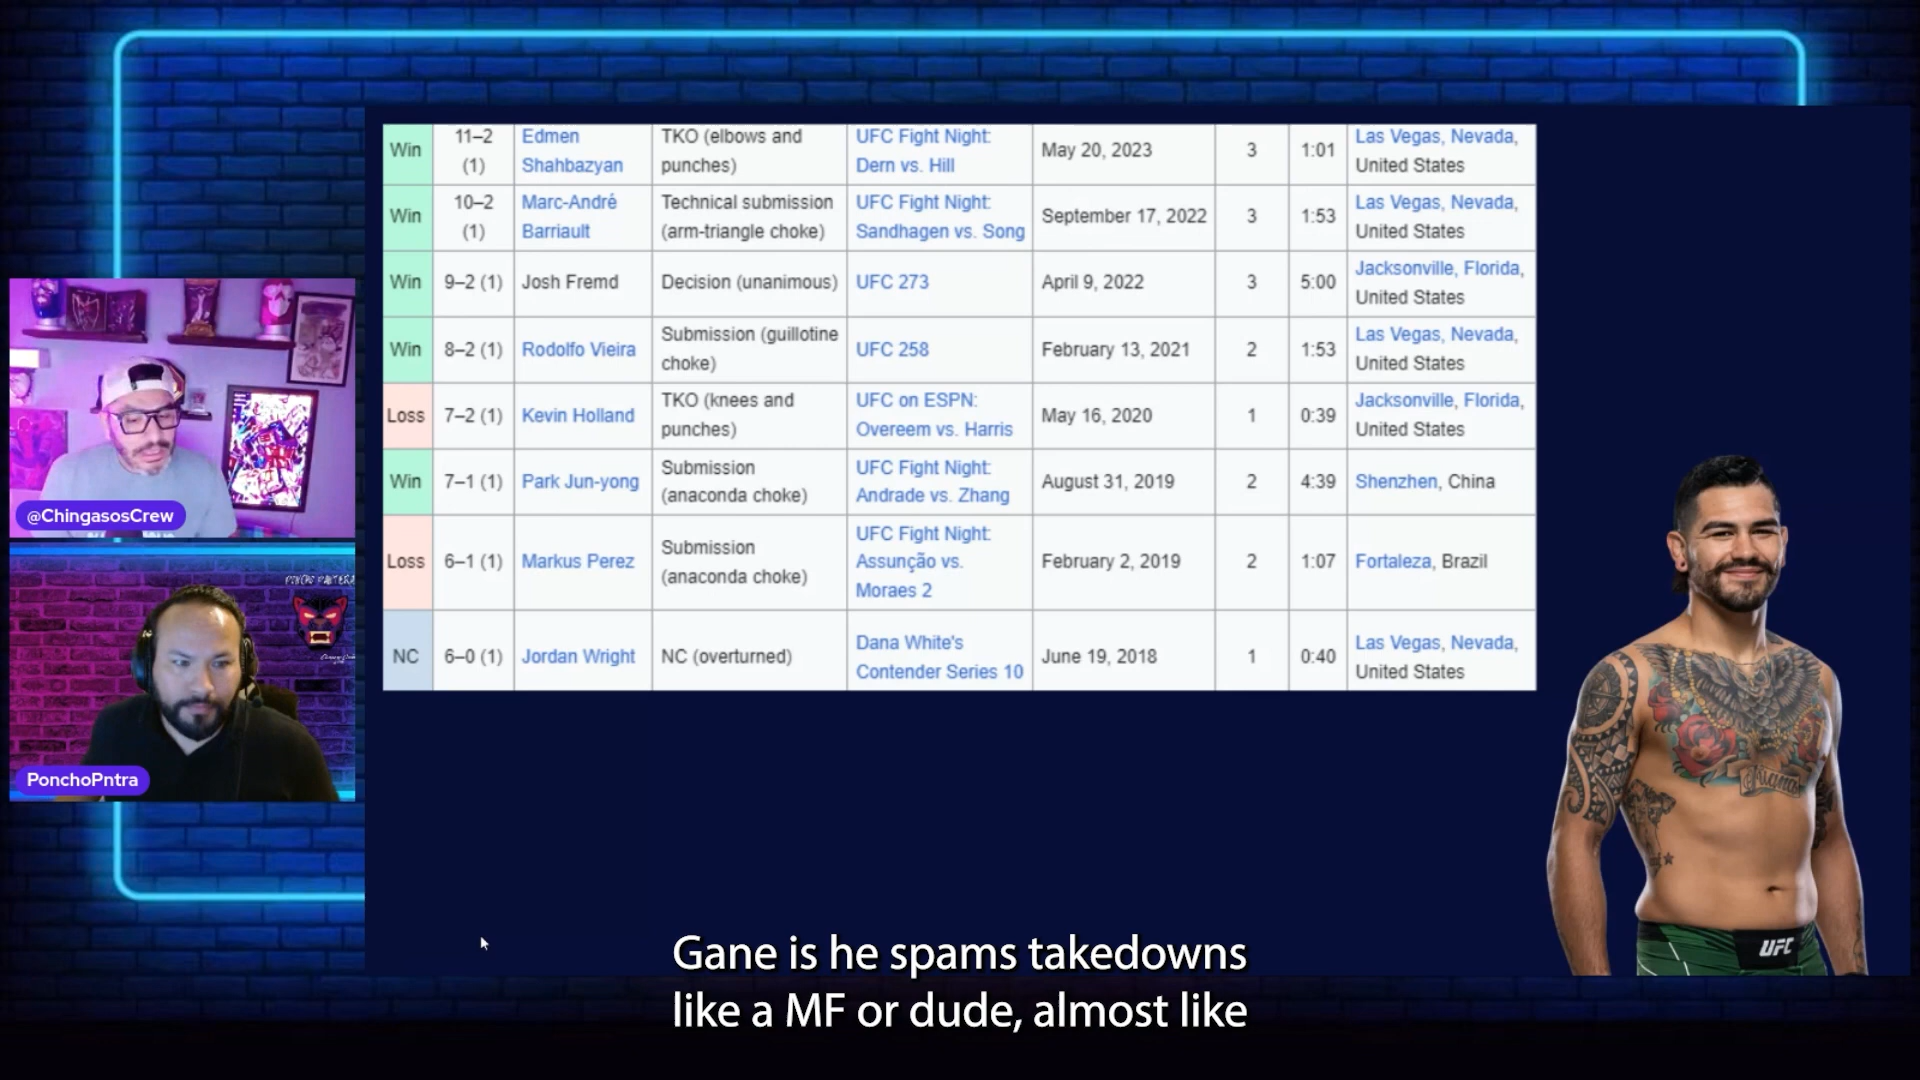 Win 11–2 (1) Edmen Shahbazyan TKO (elbows and punches) UFC Fight Night: Dern vs. Hill May 20, 2023 3 1:01 Las Vegas, Nevada, United States
Win 10–2 (1) Marc-André Barriault Technical submission (arm-triangle choke) UFC Fight Night: Sandhagen vs. Song September 17, 2022 3 1:53 Las Vegas, Nevada, United States
Win 9–2 (1) Josh Fremd Decision (unanimous) UFC 273 April 9, 2022 3 5:00 Jacksonville, Florida, United States
Win 8–2 (1) Rodolfo Vieira Submission (guillotine choke) UFC 258 February 13, 2021 2 1:53 Las Vegas, Nevada, United States
Loss 7–2 (1) Kevin Holland TKO (knees and punches) UFC on ESPN: Overeem vs. Harris May 16, 2020 1 0:39 Jacksonville, Florida, United States
Win 7–1 (1) Park Jun-yong Submission (anaconda choke) UFC Fight Night: Andrade vs. Zhang August 31, 2019 2 4:39 Shenzhen, China
Loss 6–1 (1) Markus Perez Submission (anaconda choke) UFC Fight Night: Assunção vs. Moraes 2 February 2, 2019 2 1:07 Fortaleza, Brazil
NC 6–0 (1) Jordan Wright NC (overturned) Dana White's Contender Series 10 June 19, 2018 1 0:40 Las Vegas, Nevada, United States
@ChingasosCrew
PONCHO PANTERA
PonchoPntra
UFC
Gane is he spams takedowns
like a MF or dude, almost like